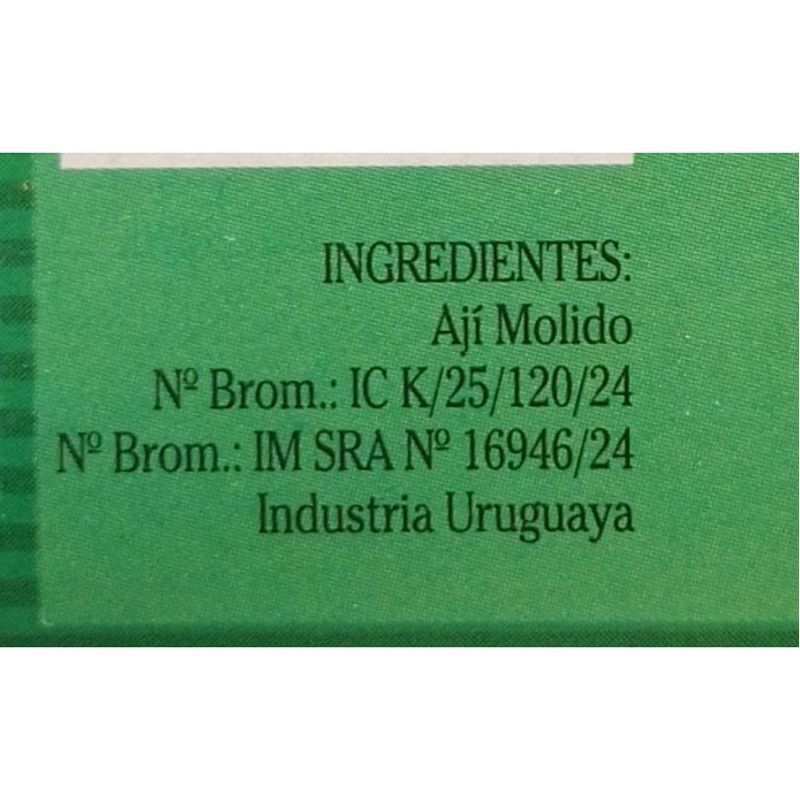 INGREDIENTES:
Ají Molido
Nº Brom.: IC K/25/120/24
Nº Brom.: IM SRA Nº 16946/24
Industria Uruguaya